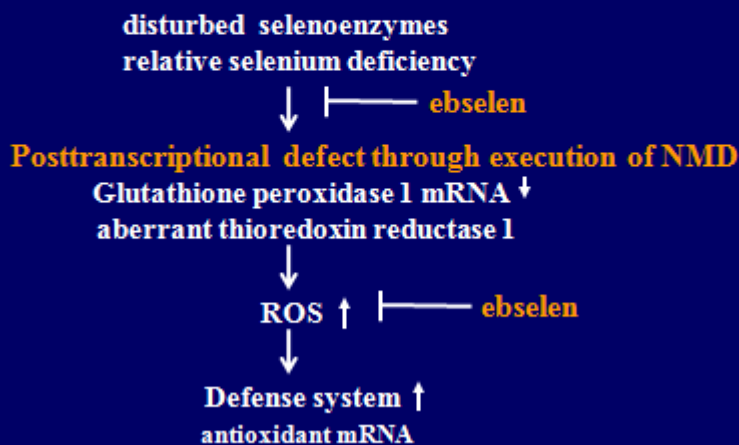 disturbed selenoenzymes
relative selenium deficiency
ebselen
Posttranscriptional defect through execution of NMD
Glutathione peroxidase 1 mRNA ↓
aberrant thioredoxin reductase 1
ROS ↑
ebselen
Defense system ↑
antioxidant mRNA